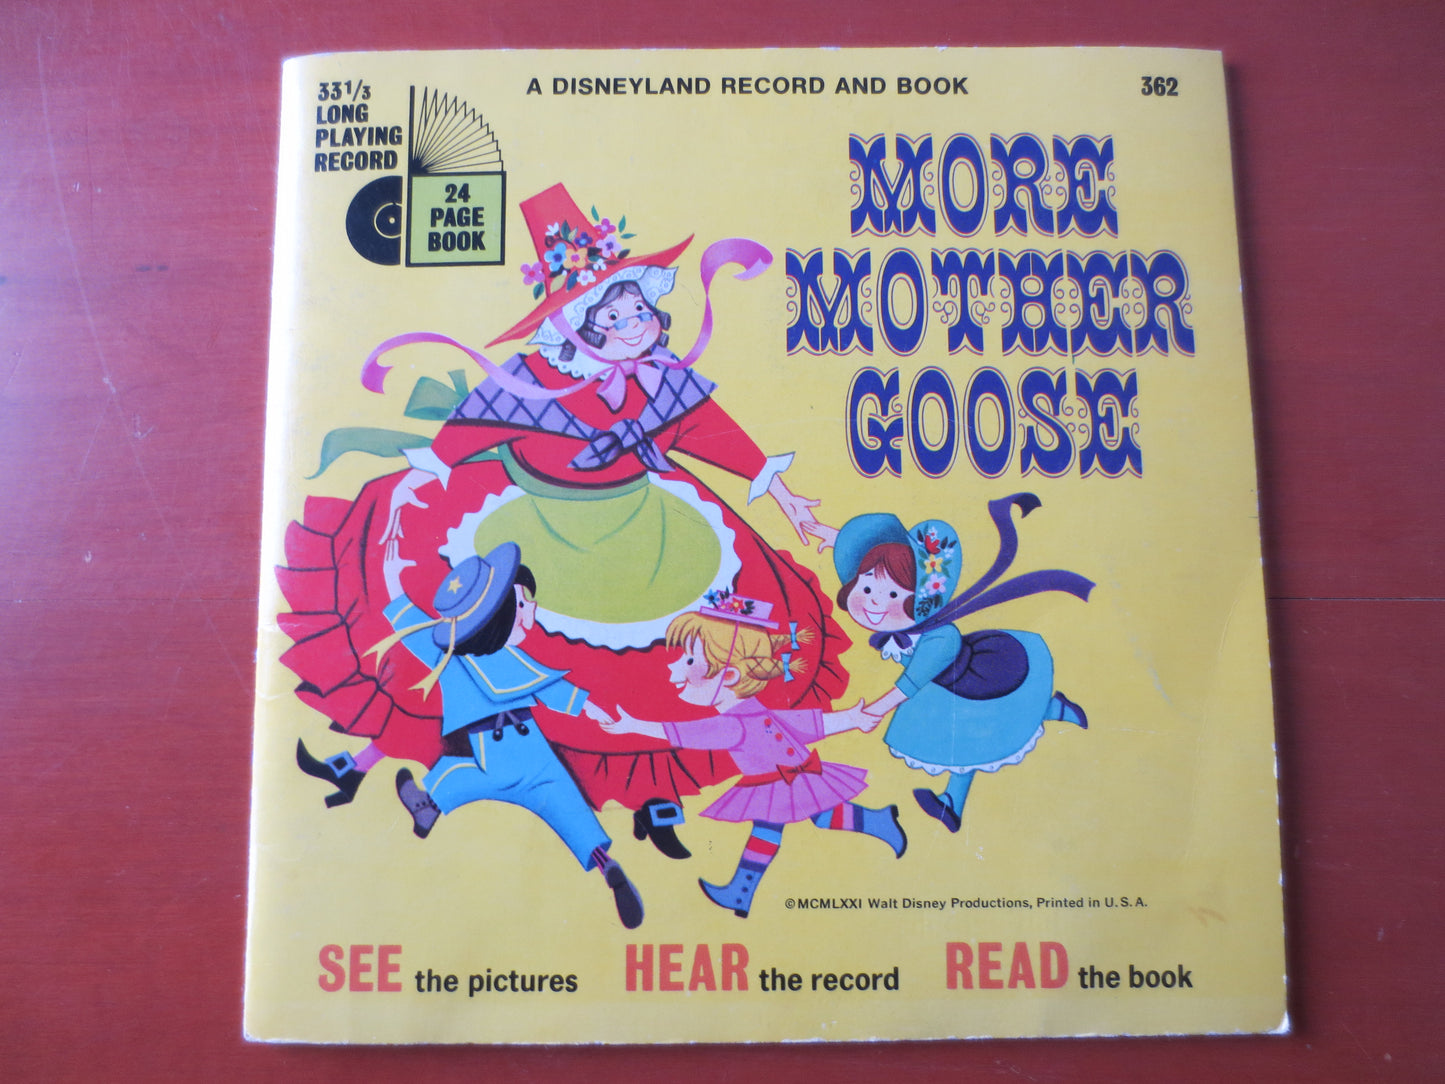 33 1/3
LONG
PLAYING
RECORD
24
PAGE
BOOK
A DISNEYLAND RECORD AND BOOK
362
MORE
MOTHER
GOOSE
©MCMLXXI Walt Disney Productions, Printed in U.S.A.
SEE the pictures HEAR the record READ the book